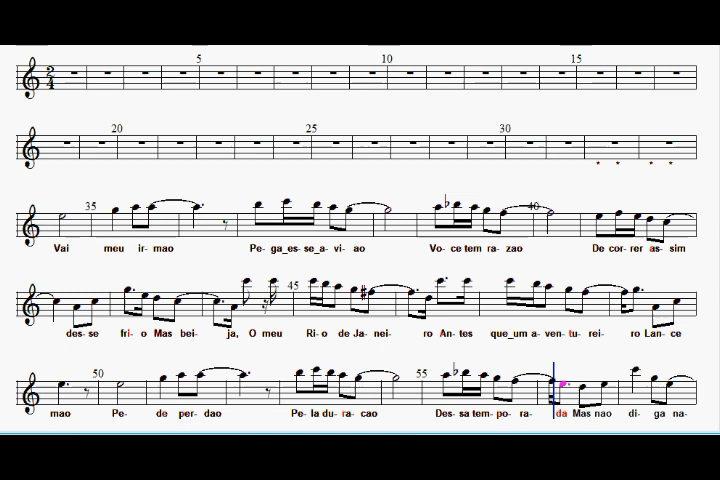 5 10 15
2
4
20 25 30
* * * *
35 40
Vai meu ir- mao Pe- ga_es- se_a- vi- ao Vo- ce tem ra- zao De cor- rer as- sim
45
des- se fri- o Mas bei- ja, O meu Ri- o de Ja- nei- ro An- tes que_um a- ven- tu- rei- ro Lan- ce
50 55
mao Pe- de per- dao Pe- la du- ra- cao Des- sa tem- po- ra- da Mas nao di- ga na-